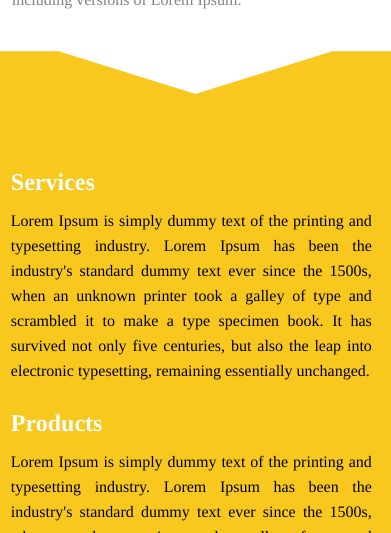 including versions of Lorem Ipsum.
Services
Lorem Ipsum is simply dummy text of the printing and
typesetting industry. Lorem Ipsum has been the
industry's standard dummy text ever since the 1500s,
when an unknown printer took a galley of type and
scrambled it to make a type specimen book. It has
survived not only five centuries, but also the leap into
electronic typesetting, remaining essentially unchanged.
Products
Lorem Ipsum is simply dummy text of the printing and
typesetting industry. Lorem Ipsum has been the
industry's standard dummy text ever since the 1500s,